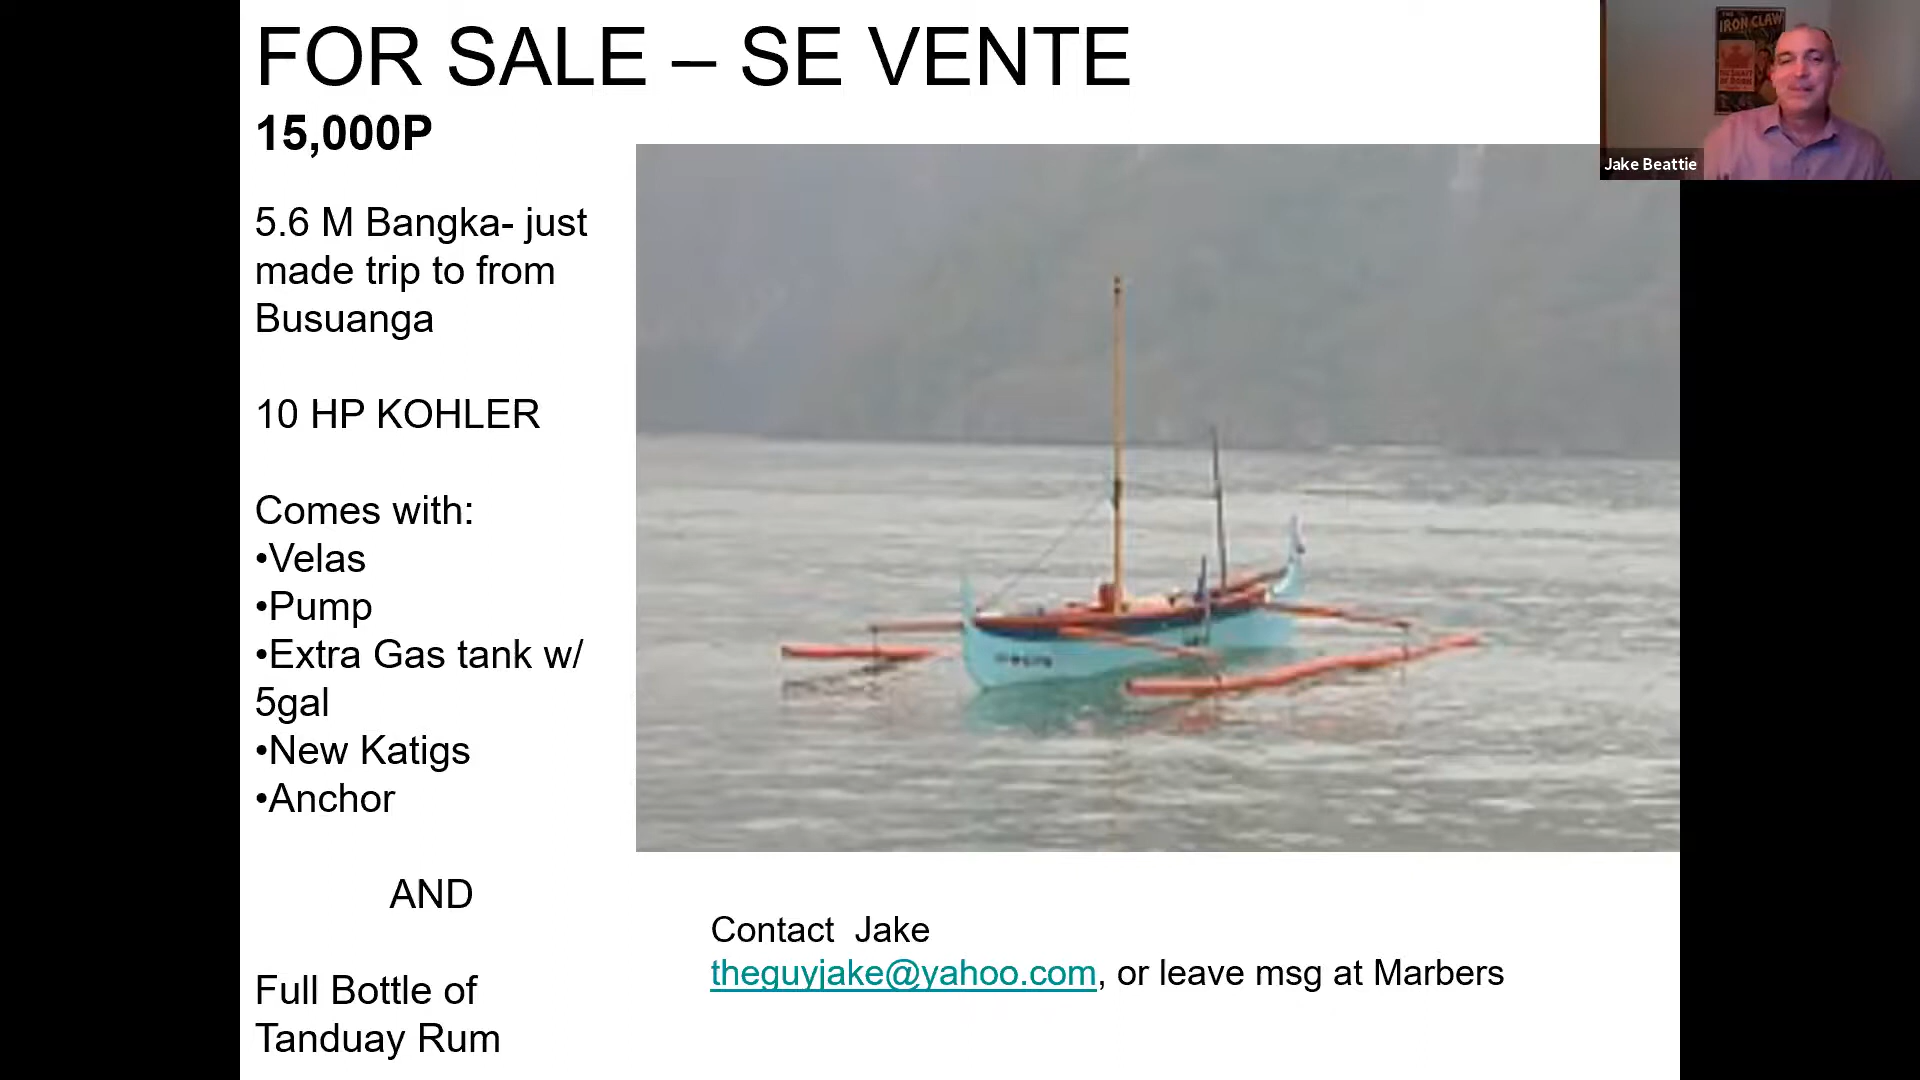 FOR SALE – SE VENTE
15,000P
5.6 M Bangka- just
made trip to from
Busuanga
10 HP KOHLER
Comes with:
•Velas
•Pump
•Extra Gas tank w/
5gal
•New Katigs
•Anchor
AND
Full Bottle of
Tanduay Rum
Contact  Jake
theguyjake@yahoo.com, or leave msg at Marbers
IRON CLAW
Jake Beattie